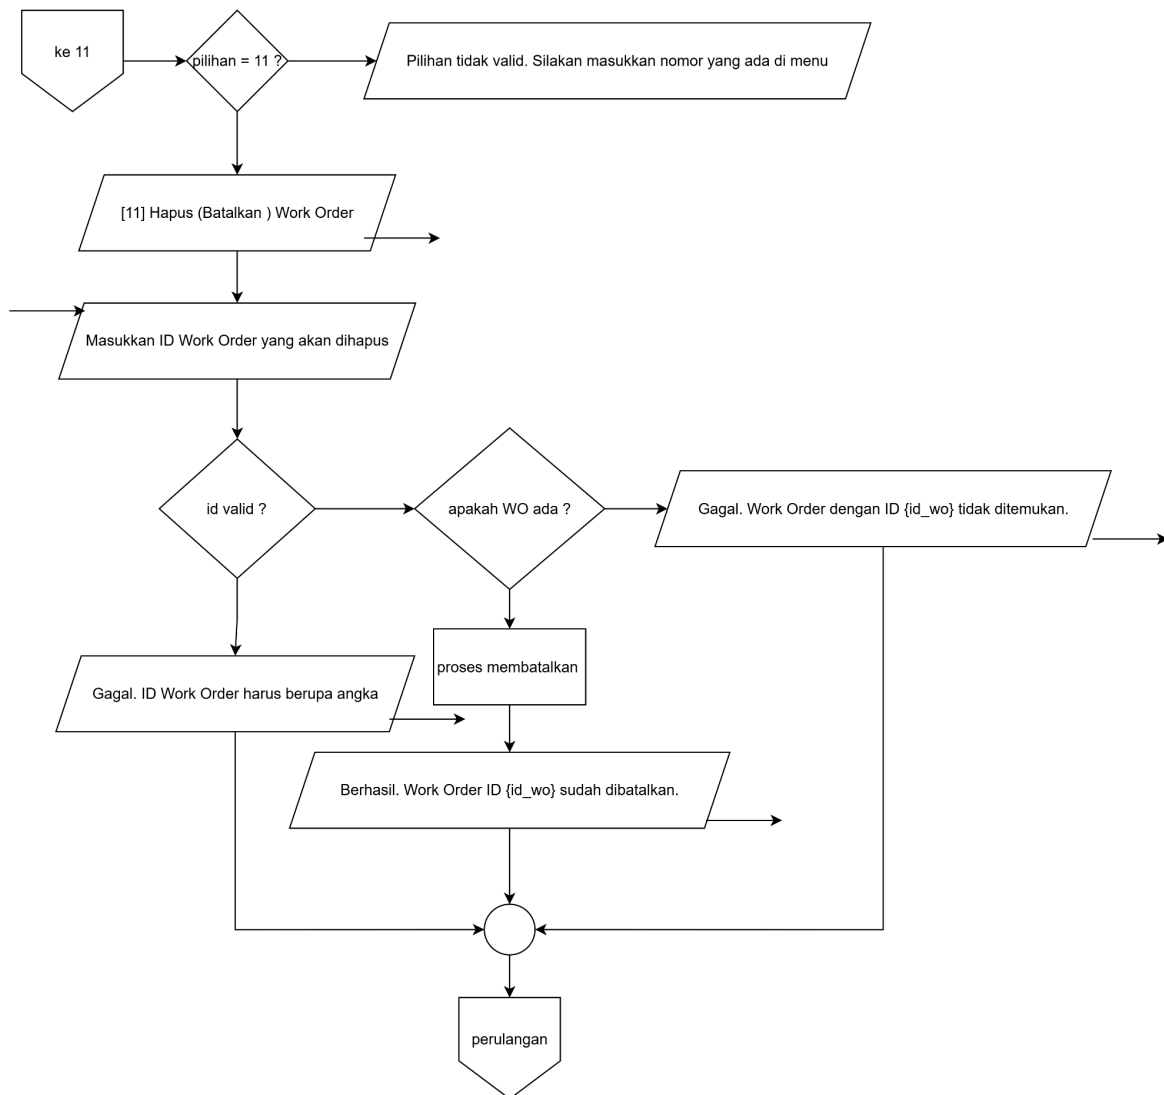 ke 11
pilihan = 11 ?
Pilihan tidak valid. Silakan masukkan nomor yang ada di menu
[11] Hapus (Batalkan ) Work Order
Masukkan ID Work Order yang akan dihapus
id valid ?
apakah WO ada ?
Gagal. Work Order dengan ID {id_wo} tidak ditemukan.
proses membatalkan
Gagal. ID Work Order harus berupa angka
Berhasil. Work Order ID {id_wo} sudah dibatalkan.
perulangan